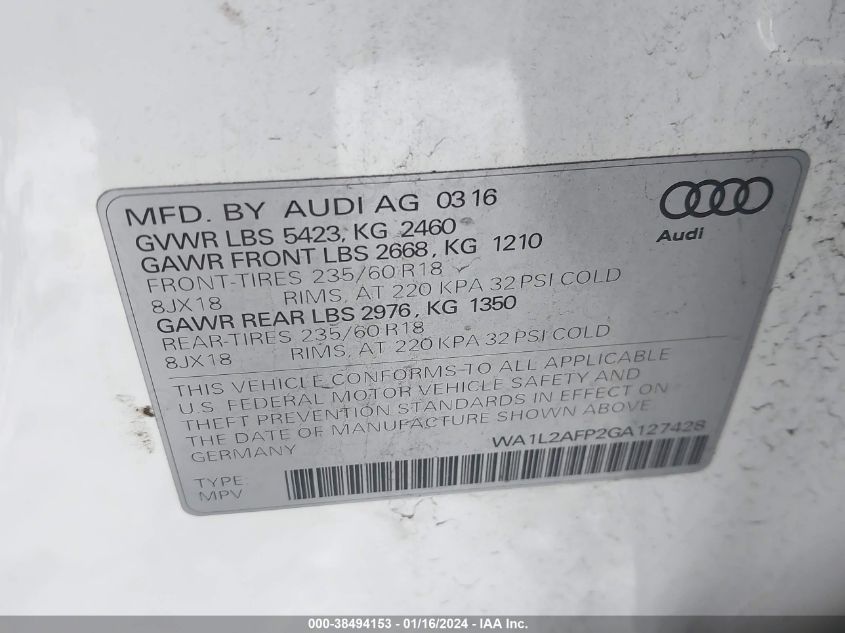 MFD. BY AUDI AG 03 16
GVWR LBS 5423, KG 2460
GAWR FRONT LBS 2668, KG 1210
FRONT-TIRES 235/60 R18
8JX18 RIMS, AT 220 KPA 32 PSI COLD
GAWR REAR LBS 2976, KG 1350
REAR-TIRES 235/60 R18
8JX18 RIMS, AT 220 KPA 32 PSI COLD
Audi
THIS VEHICLE CONFORMS TO ALL APPLICABLE
U.S. FEDERAL MOTOR VEHICLE SAFETY AND
THEFT PREVENTION STANDARDS IN EFFECT ON
THE DATE OF MANUFACTURE SHOWN ABOVE
GERMANY
WA1L2AFP2GA127428
TYPE
MPV
000-38494153 - 01/16/2024 - IAA Inc.